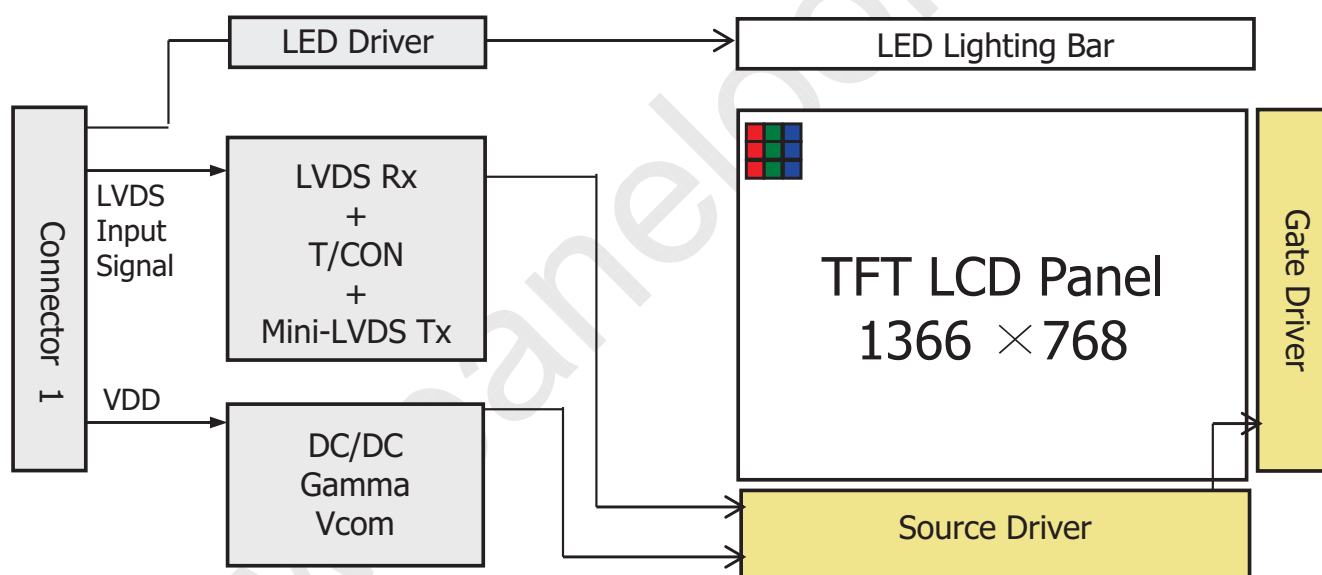 LED Driver
LED Lighting Bar
Connector 1
LVDS
Input
Signal
LVDS Rx
+
T/CON
+
Mini-LVDS Tx
TFT LCD Panel
1366 × 768
Gate Driver
VDD
DC/DC
Gamma
Vcom
Source Driver